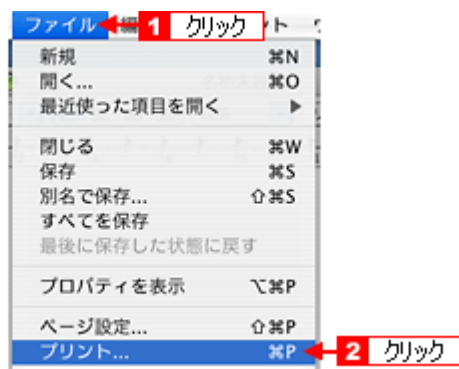 ファイル 1 クリック ント
新規 ⌘N
開く... ⌘O
最近使った項目を開く ▶
閉じる ⌘W
保存 ⌘S
別名で保存... ⇧⌘S
すべてを保存
最後に保存した状態に戻す
プロパティを表示 ⌥⌘P
ページ設定... ⇧⌘P
プリント... ⌘P 2 クリック